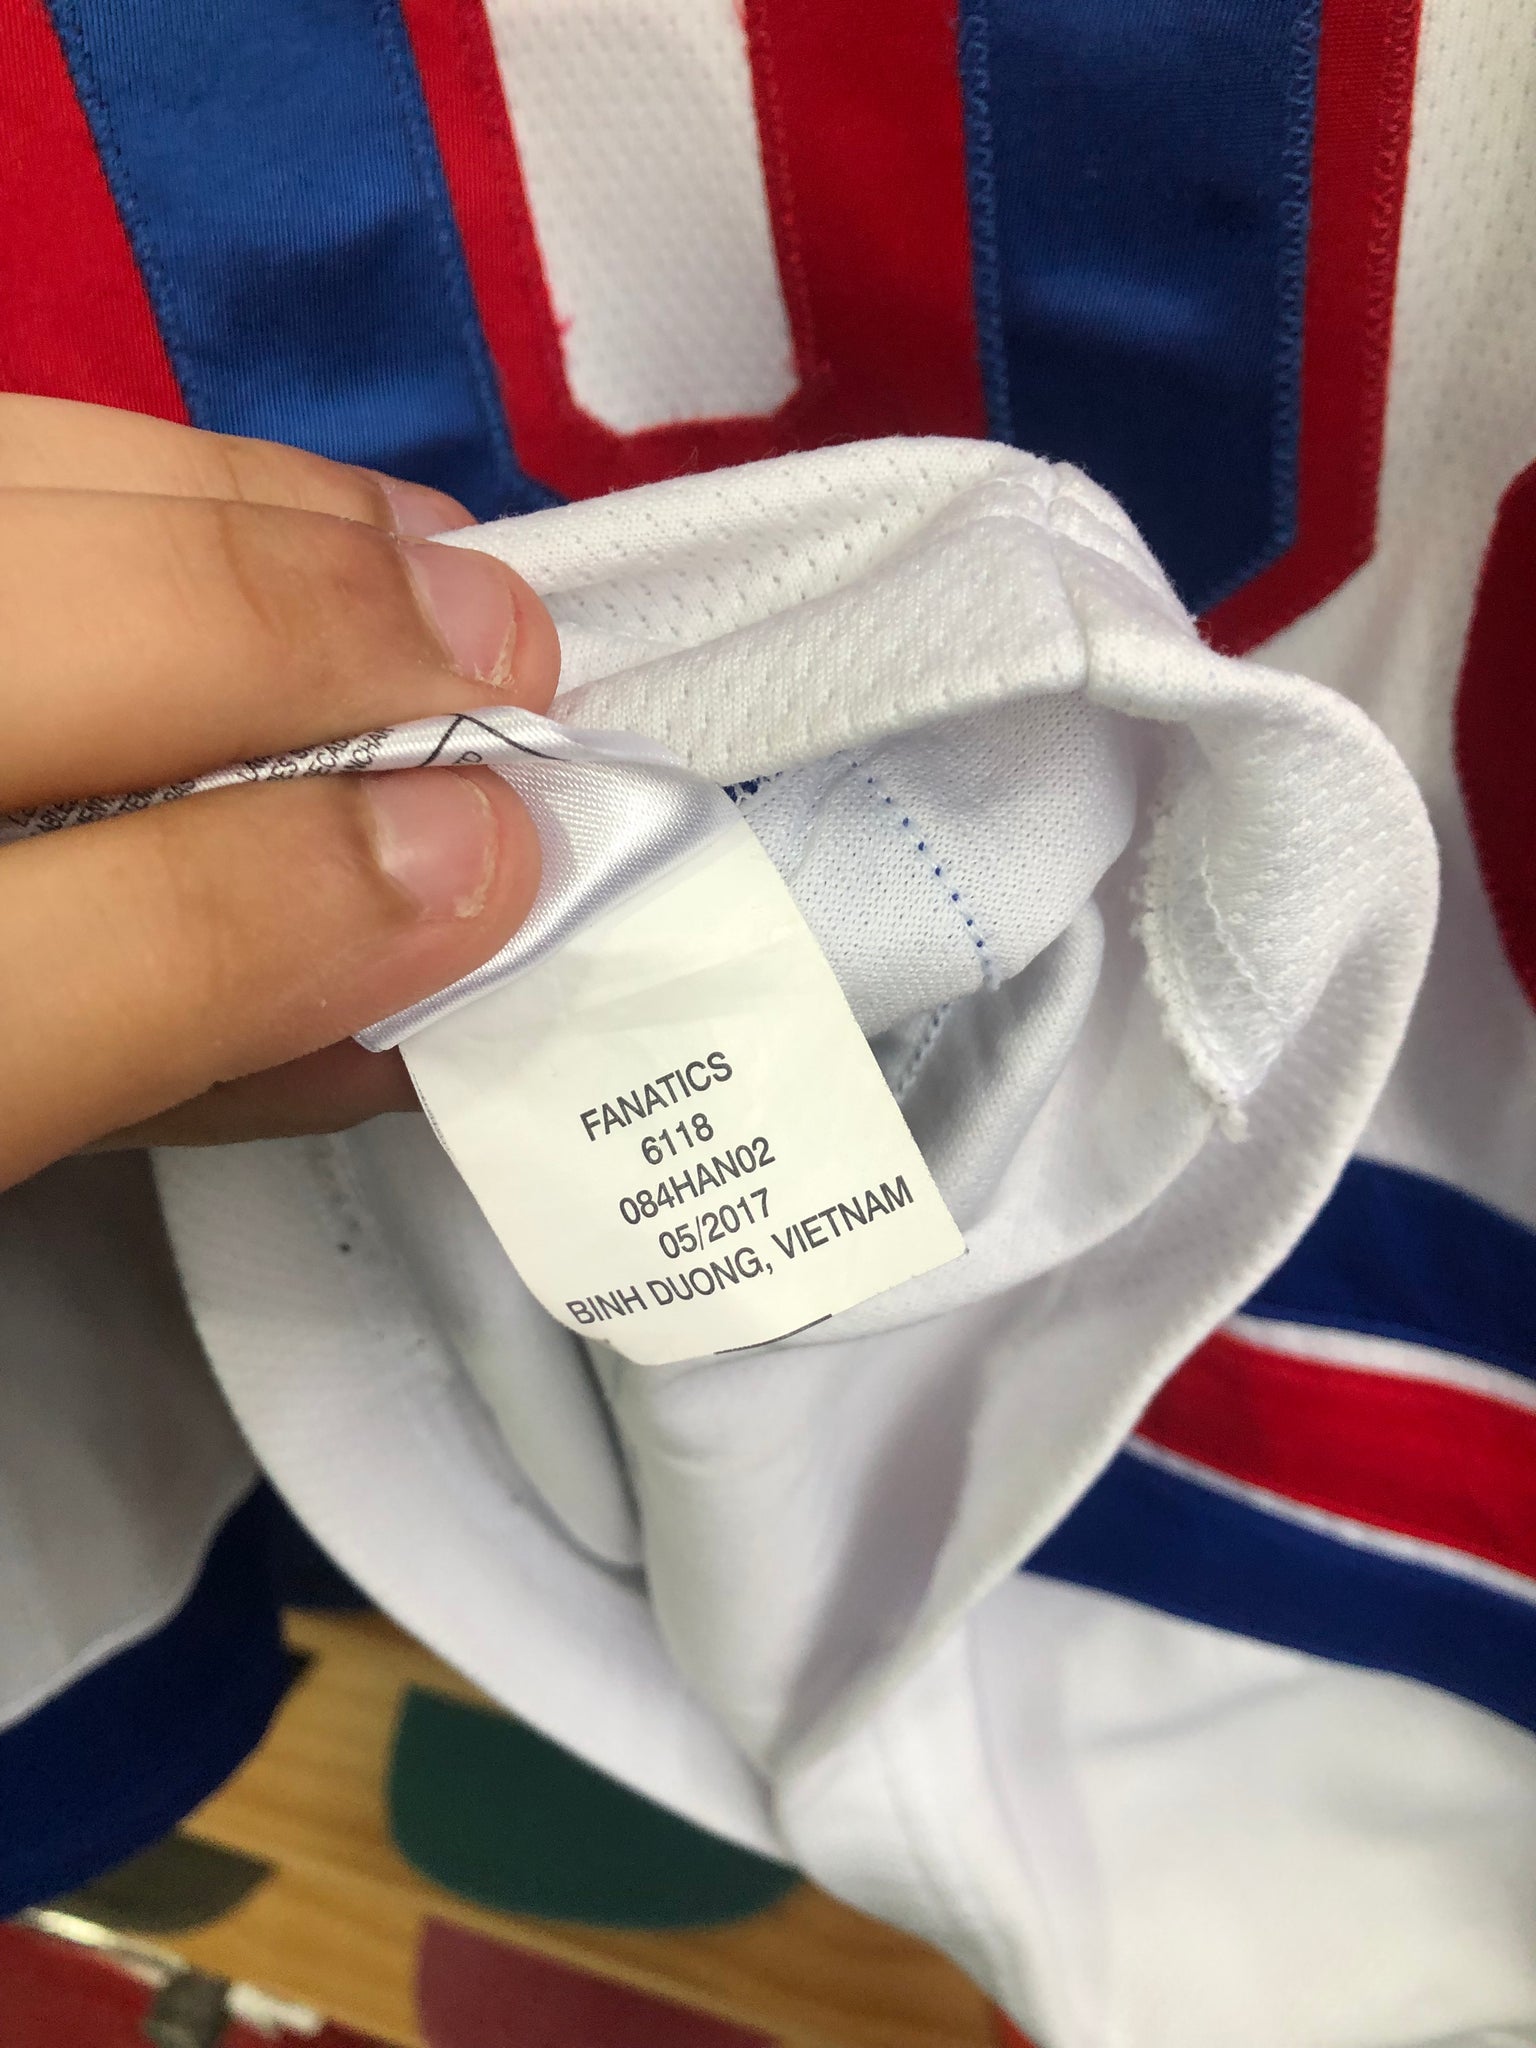 FANATICS
6118
084HAN02
05/2017
BINH DUONG, VIETNAM